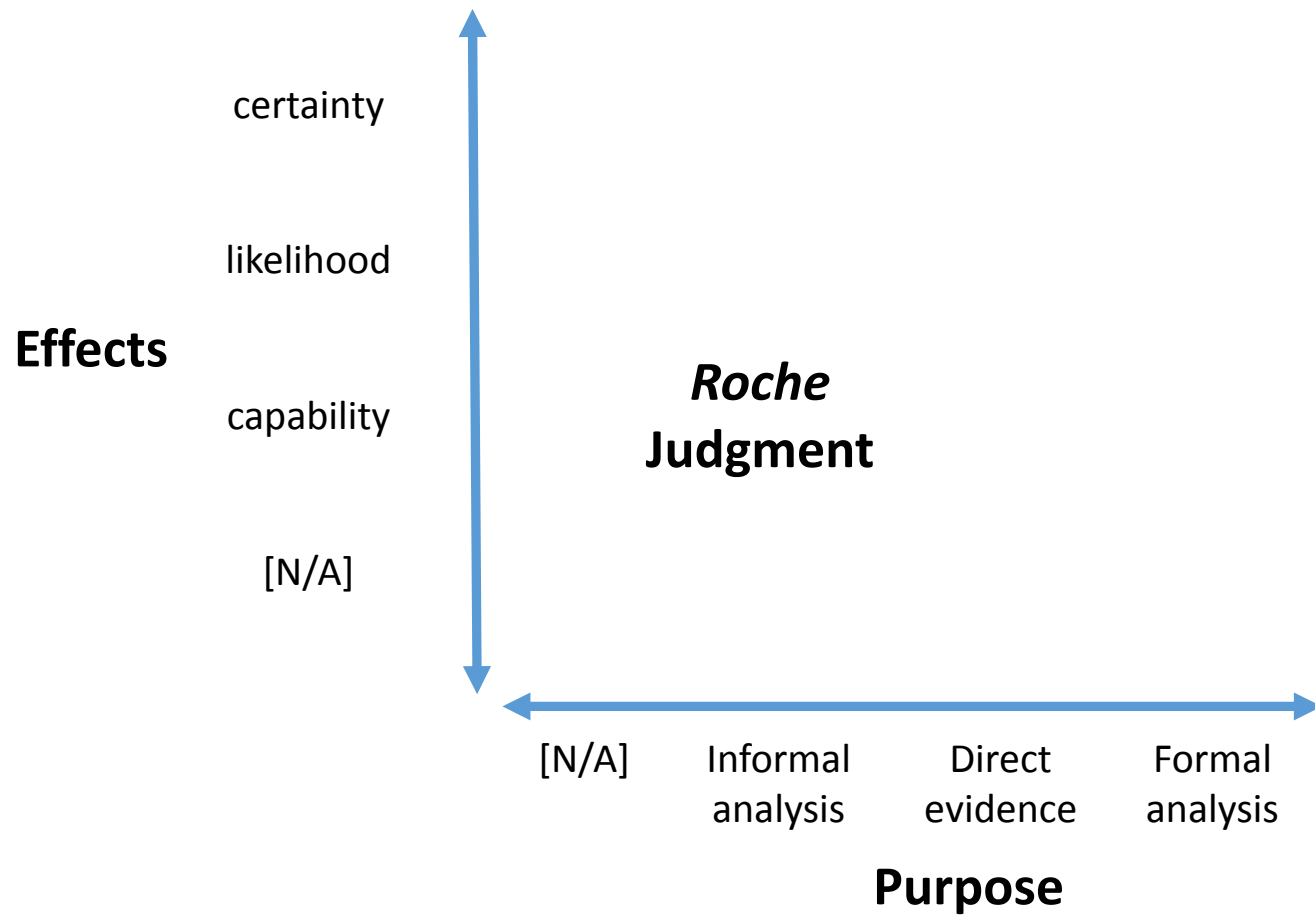 certainty
likelihood
Effects
Roche
Judgment
capability
[N/A]
[N/A]
Informal
analysis
Direct
evidence
Formal
analysis
Purpose